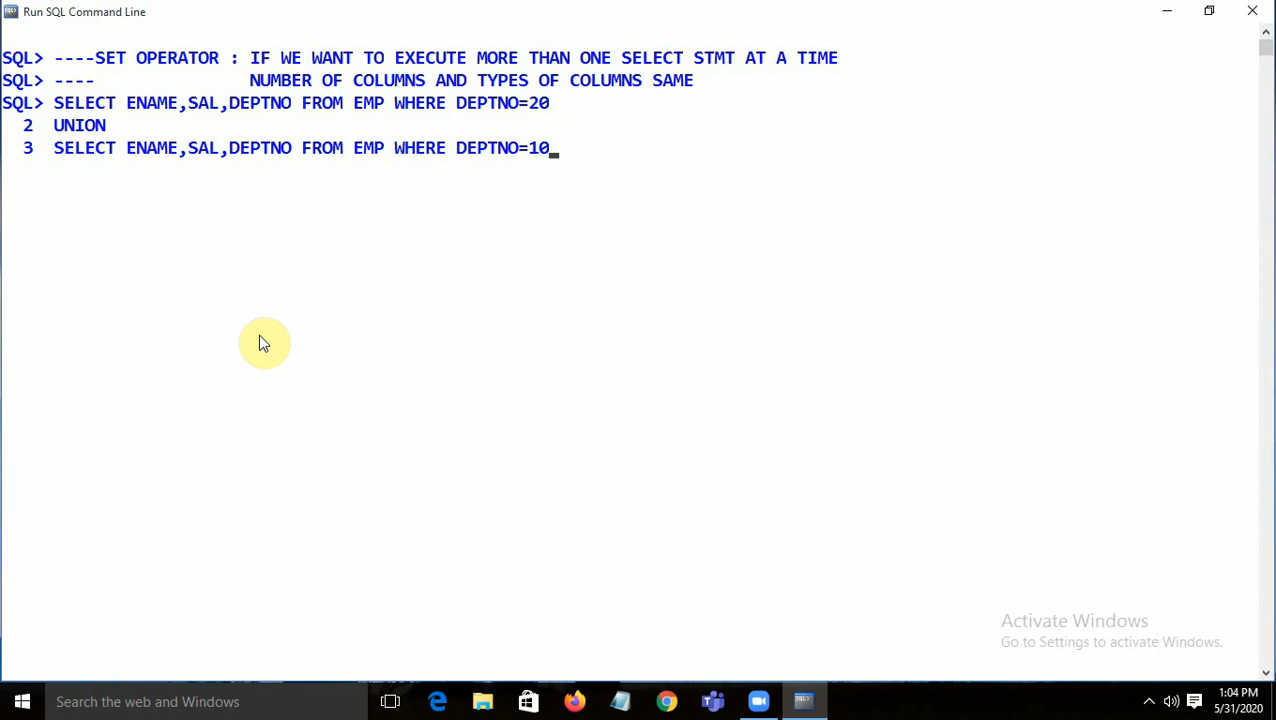 Run SQL Command Line
SQL> ----SET OPERATOR : IF WE WANT TO EXECUTE MORE THAN ONE SELECT STMT AT A TIME
SQL> ----               NUMBER OF COLUMNS AND TYPES OF COLUMNS SAME
SQL> SELECT ENAME,SAL,DEPTNO FROM EMP WHERE DEPTNO=20
2 UNION
3 SELECT ENAME,SAL,DEPTNO FROM EMP WHERE DEPTNO=10
Activate Windows
Go to Settings to activate Windows.
Search the web and Windows
1:04 PM
5/31/2020